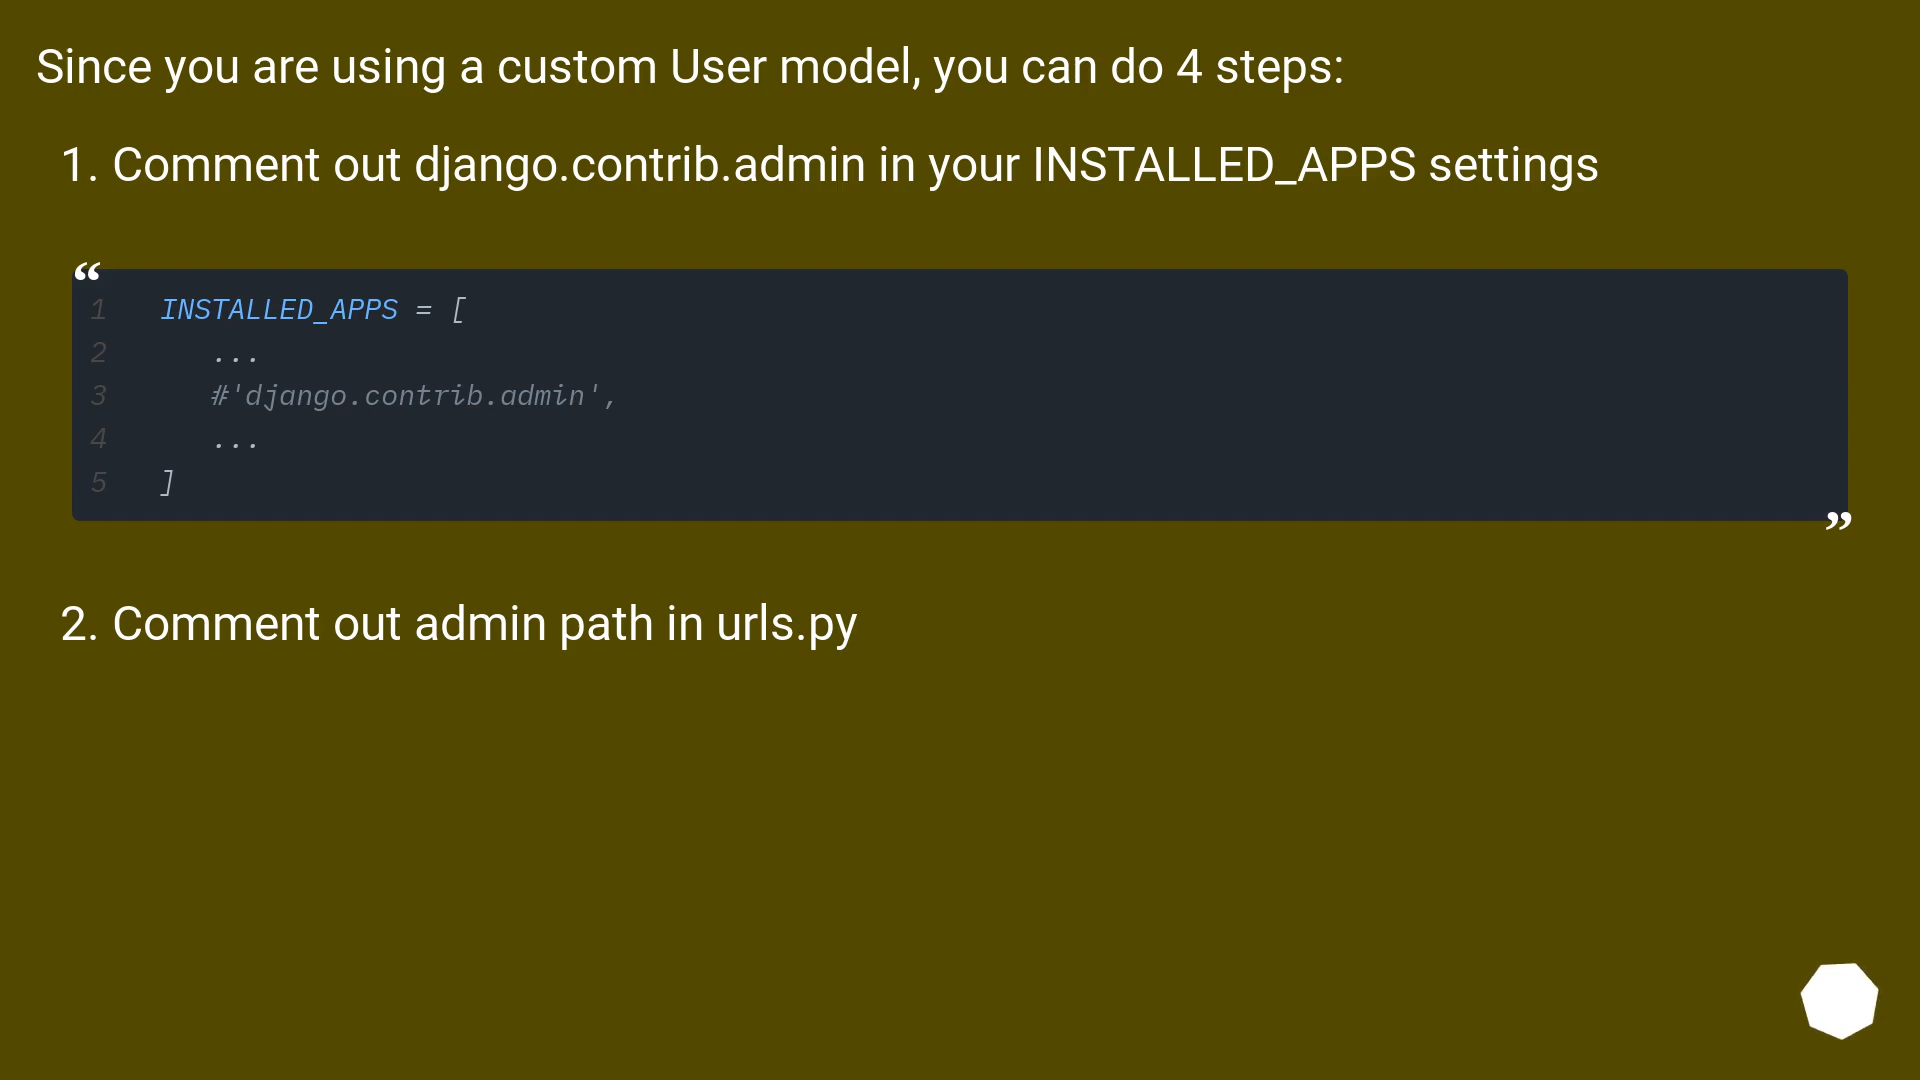 Since you are using a custom User model, you can do 4 steps:
1. Comment out django.contrib.admin in your INSTALLED_APPS settings
“
1 INSTALLED_APPS = [
2 ...
3 #'django.contrib.admin',
4 ...
5 ]
”
2. Comment out admin path in urls.py